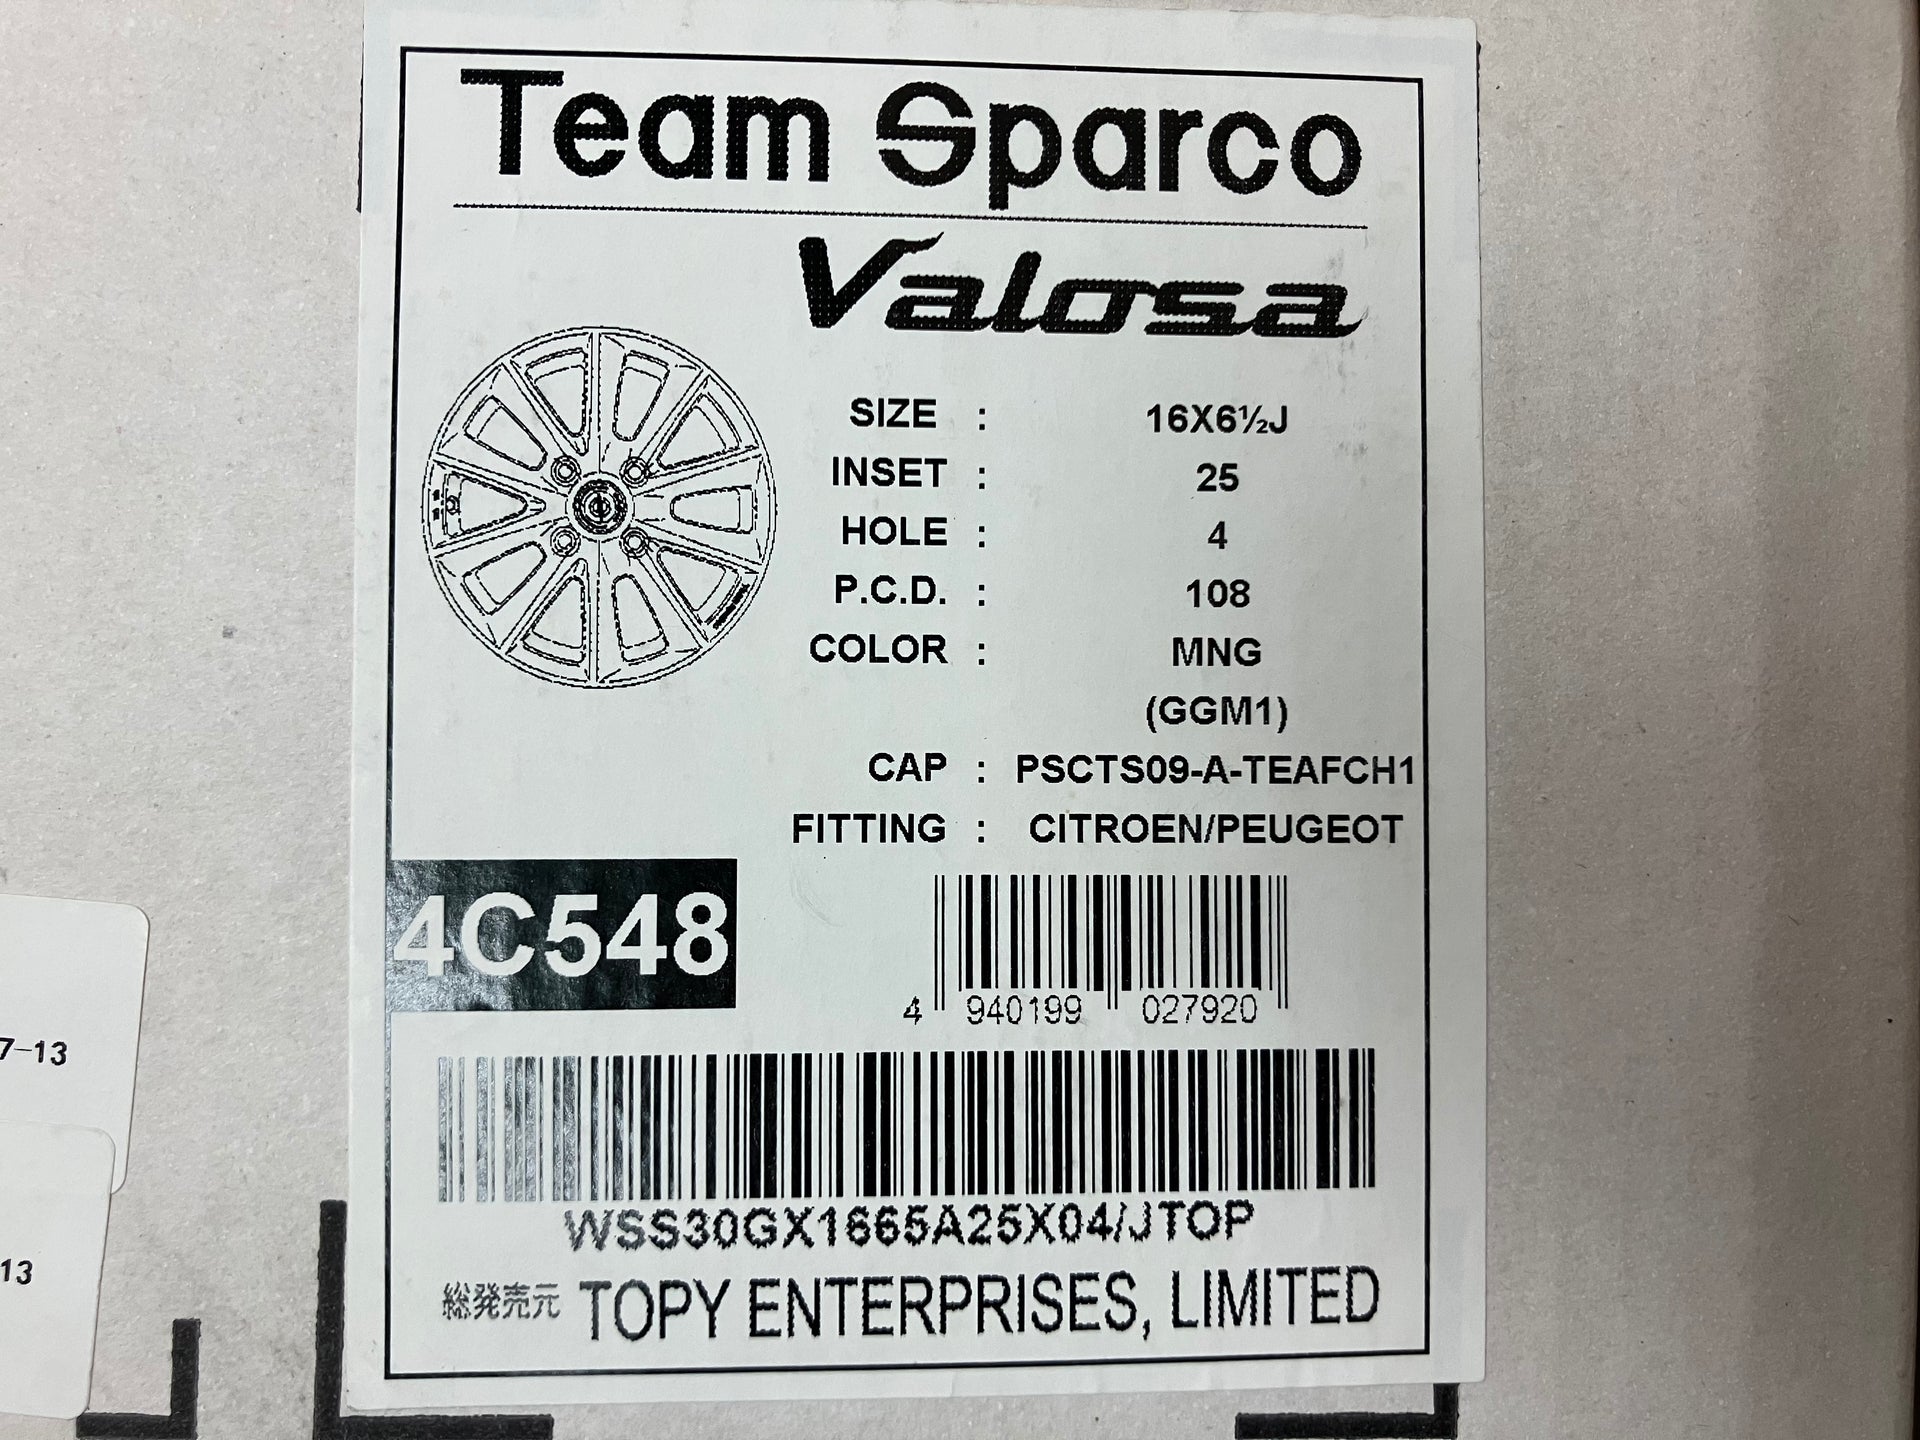 Team Sparco
Valosa
SIZE : 16X6½J
INSET : 25
HOLE : 4
P.C.D. : 108
COLOR : MNG
(GGM1)
CAP : PSCTS09-A-TEAFCH1
FITTING : CITROEN/PEUGEOT
4C548
4 940199 027920
7-13
WSS30GX1665A25X04/JTOP
13
総発売元 TOPY ENTERPRISES, LIMITED